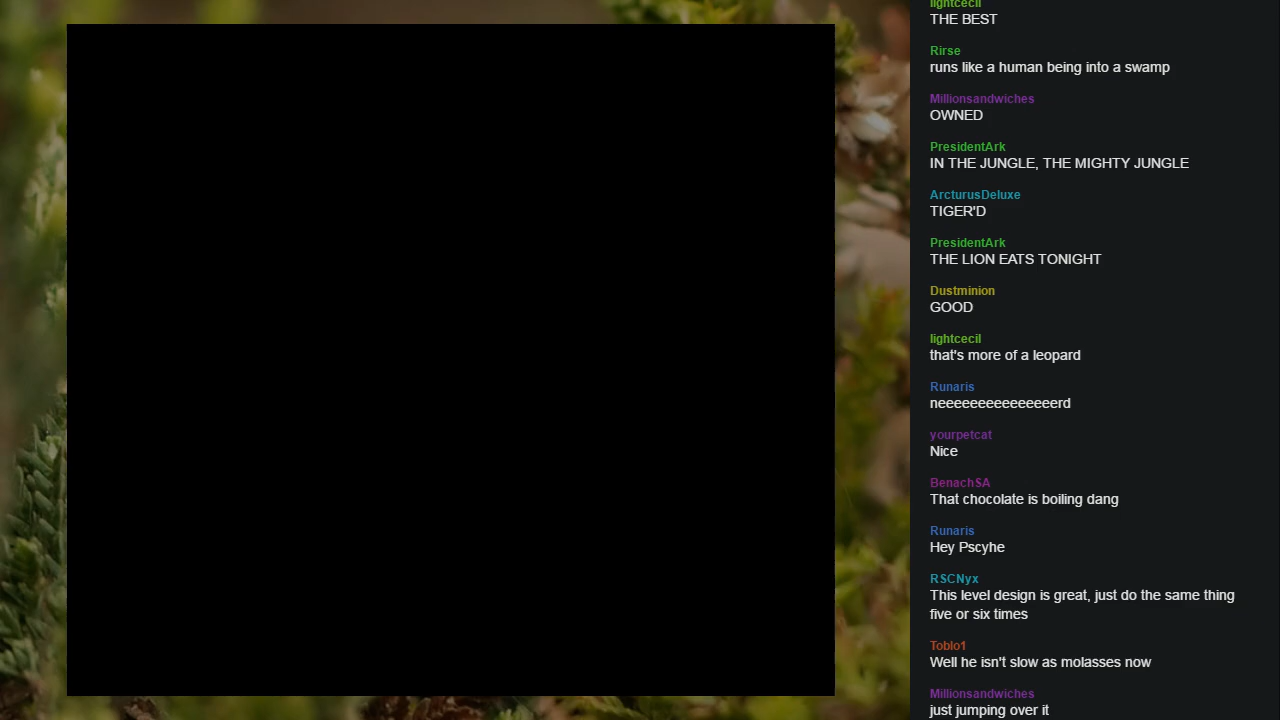 lightcecil
THE BEST
Rirse
runs like a human being into a swamp
Millionsandwiches
OWNED
PresidentArk
IN THE JUNGLE, THE MIGHTY JUNGLE
ArcturusDeluxe
TIGER'D
PresidentArk
THE LION EATS TONIGHT
Dustminion
GOOD
lightcecil
that's more of a leopard
Runaris
neeeeeeeeeeeeeeerd
yourpetcat
Nice
BenachSA
That chocolate is boiling dang
Runaris
Hey Pscyhe
RSCNyx
This level design is great, just do the same thing
five or six times
Toblo1
Well he isn't slow as molasses now
Millionsandwiches
just jumping over it